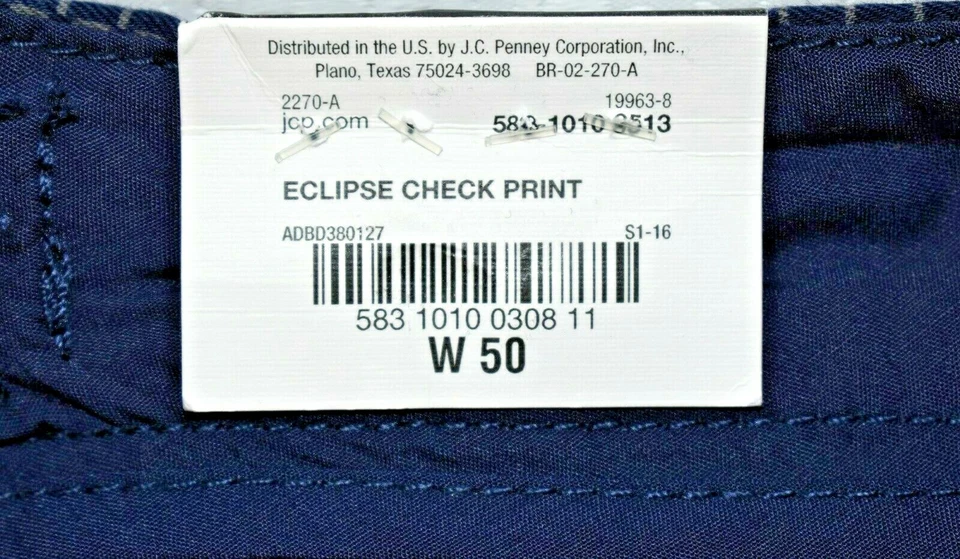 Distributed in the U.S. by J.C. Penney Corporation, Inc.,
Plano, Texas 75024-3698 BR-02-270-A
2270-A 19963-8
jcp.com 583-1010
ECLIPSE CHECK PRINT
ADBD380127 S1-16
583 1010 0308 11
W 50